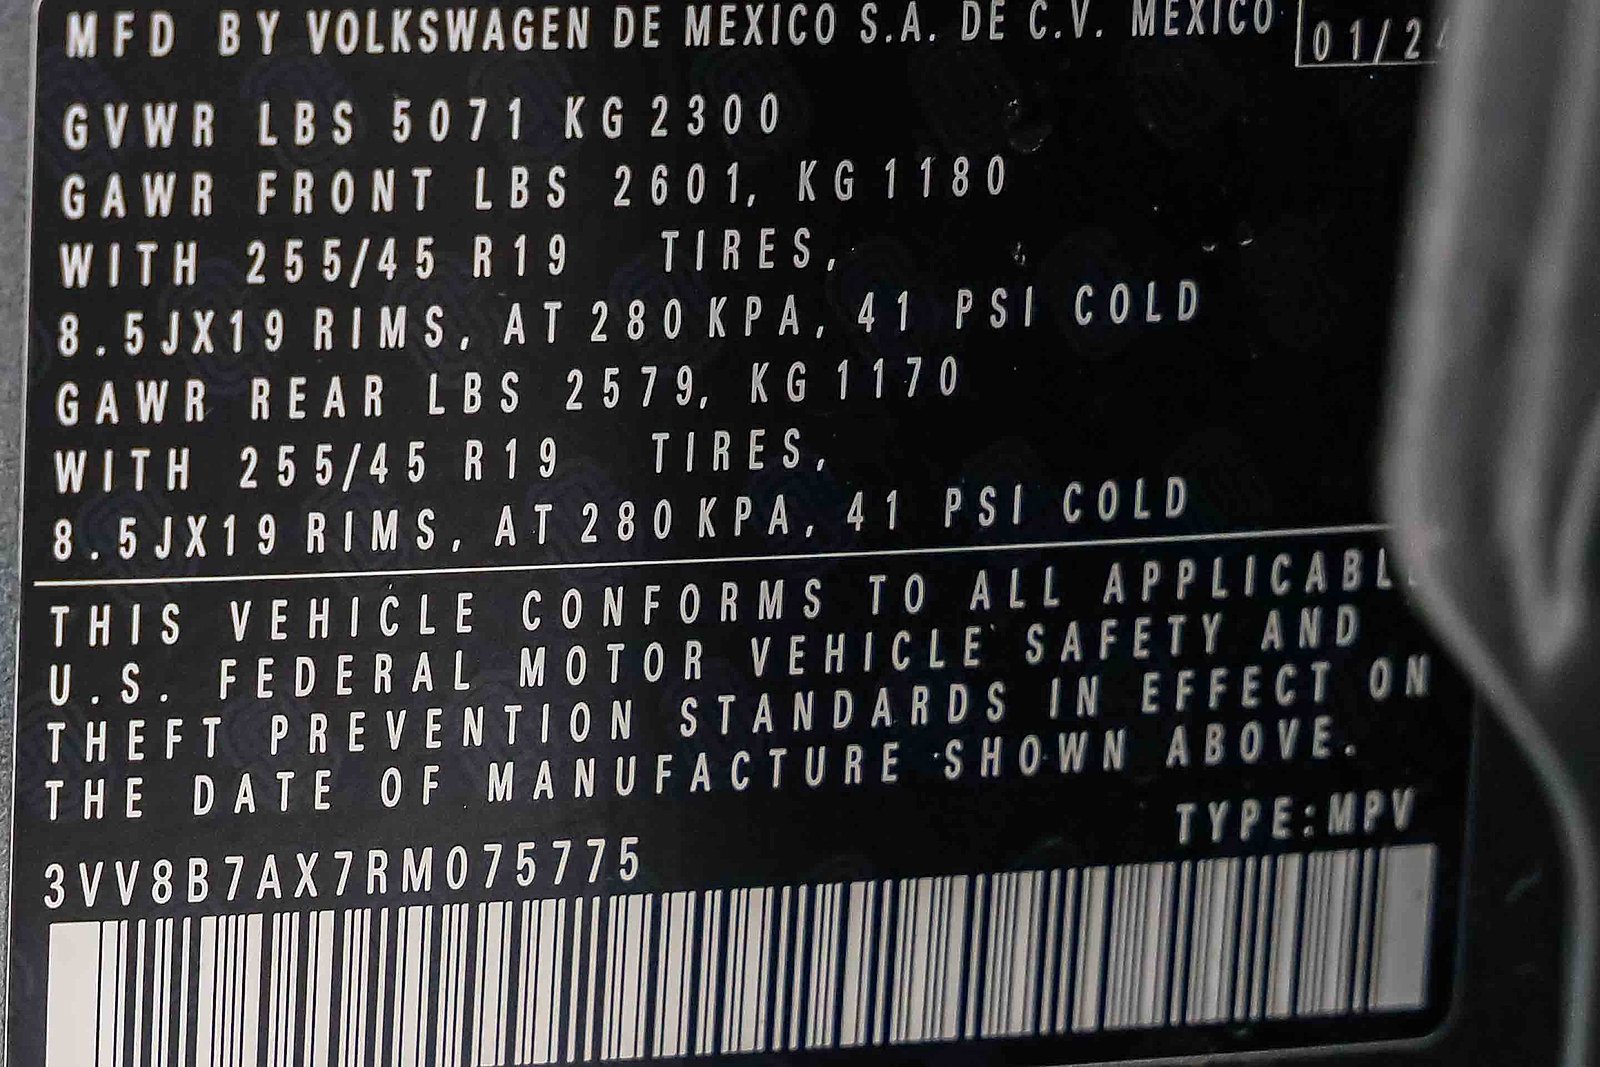 MFD BY VOLKSWAGEN DE MEXICO S.A. DE C.V. MEXICO 01/24
GVWR LBS 5071 KG 2300
GAWR FRONT LBS 2601, KG 1180
WITH 255/45 R19 TIRES,
8.5JX19 RIMS, AT 280 KPA, 41 PSI COLD
GAWR REAR LBS 2579, KG 1170
WITH 255/45 R19 TIRES,
8.5JX19 RIMS, AT 280 KPA, 41 PSI COLD
THIS VEHICLE CONFORMS TO ALL APPLICABLE
U.S. FEDERAL MOTOR VEHICLE SAFETY AND
THEFT PREVENTION STANDARDS IN EFFECT ON
THE DATE OF MANUFACTURE SHOWN ABOVE.
TYPE:MPV
3VV8B7AX7RM075775